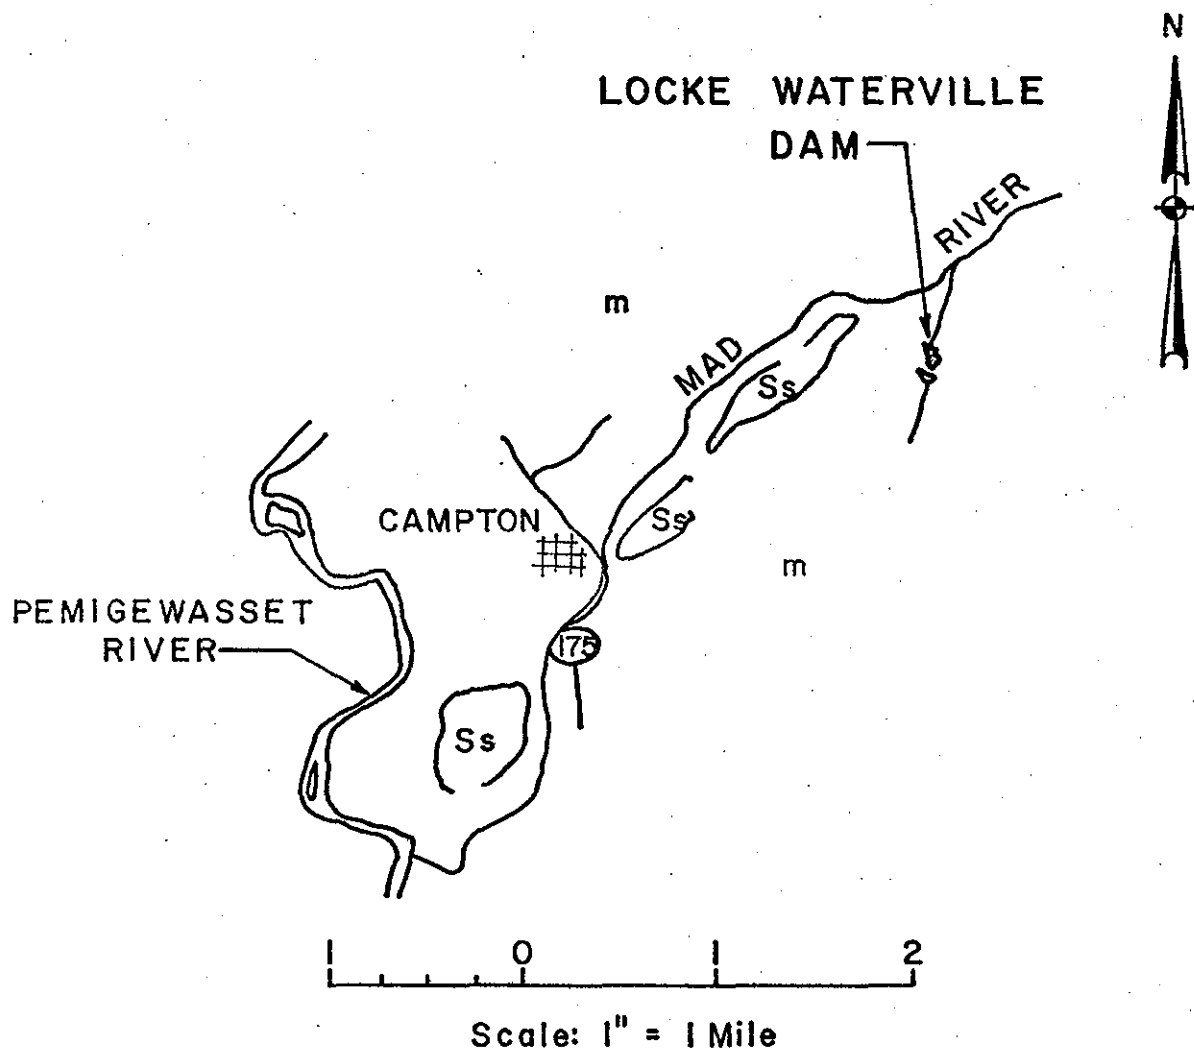 N
LOCKE WATERVILLE
DAM
RIVER
m
MAD
Ss
Ss
CAMPTON
m
PEMIGEWASSET
RIVER
175
Ss
1 0 1 2
Scale: 1" = 1 Mile